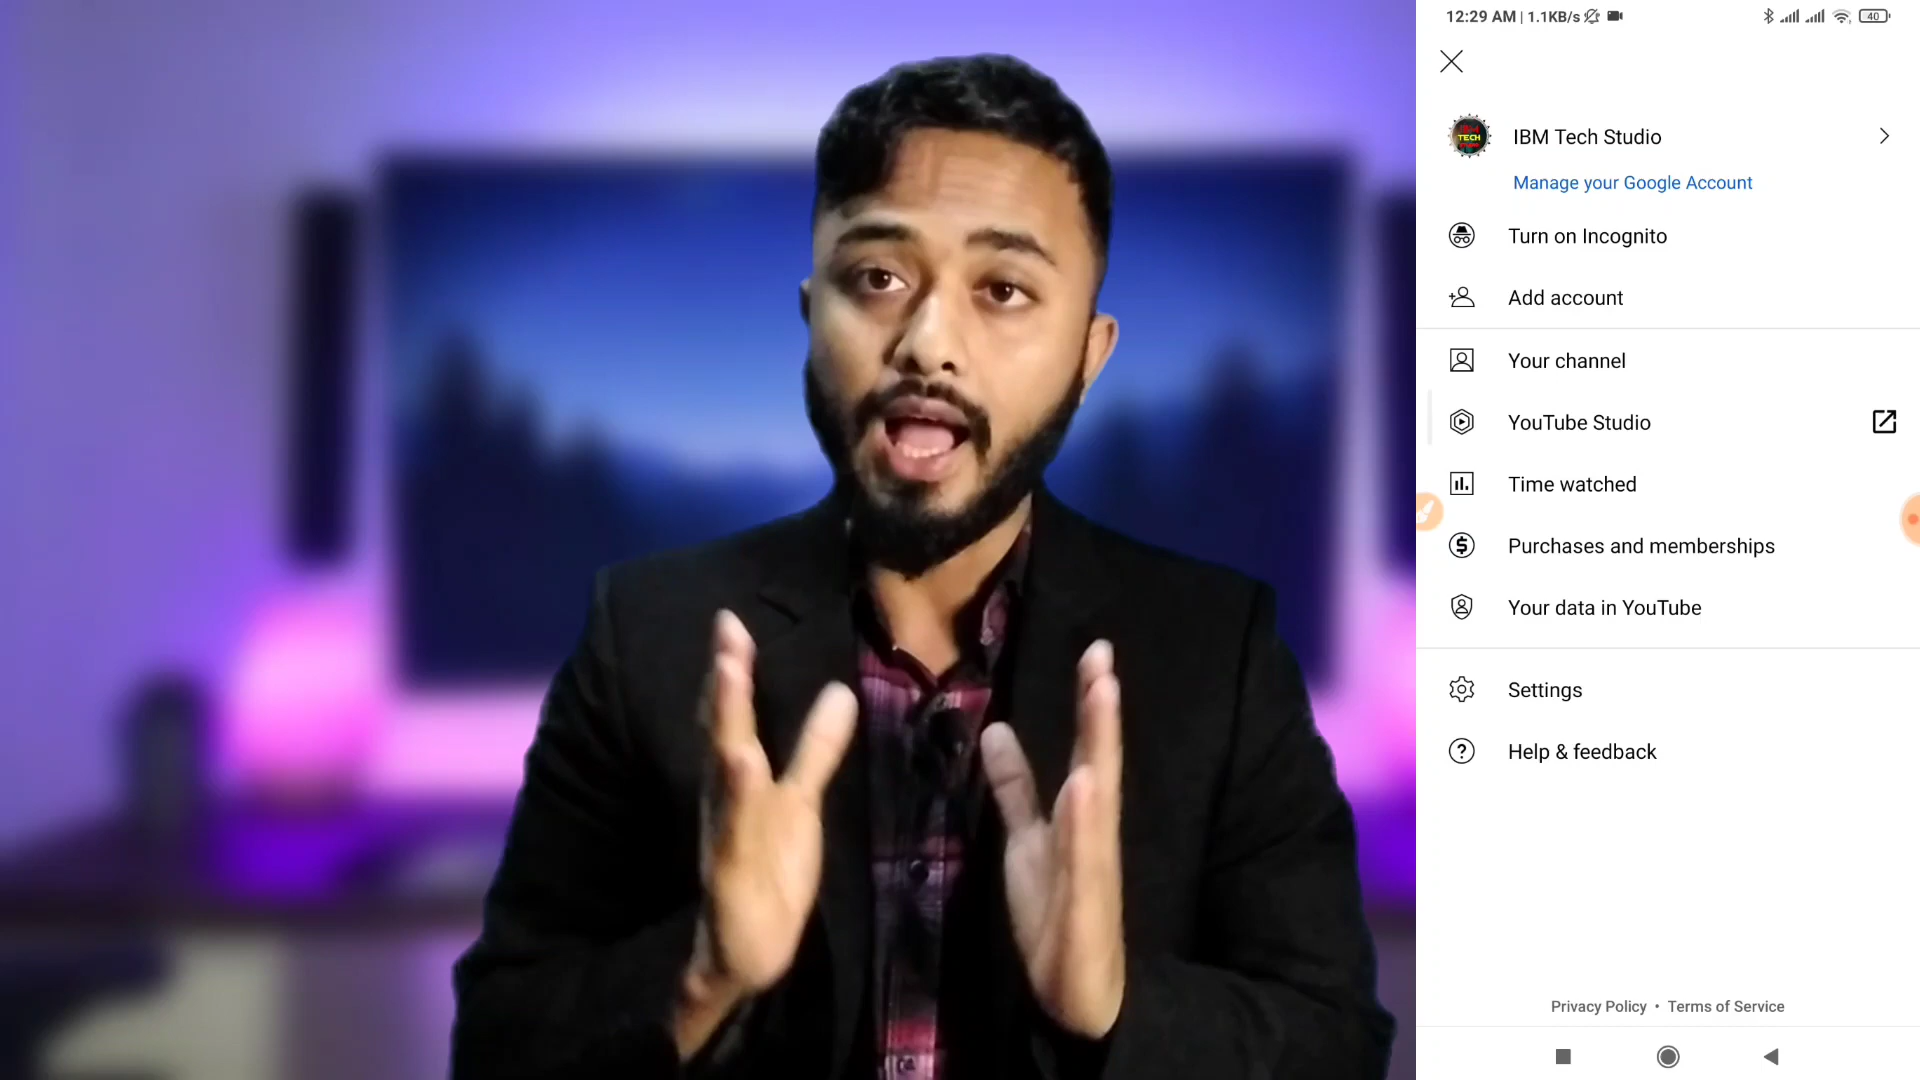 12:29 AM | 1.1KB/s
40
IBM Tech Studio
TECH
Manage your Google Account
Turn on Incognito
Add account
Your channel
YouTube Studio
Time watched
Purchases and memberships
Your data in YouTube
Settings
Help & feedback
Privacy Policy • Terms of Service